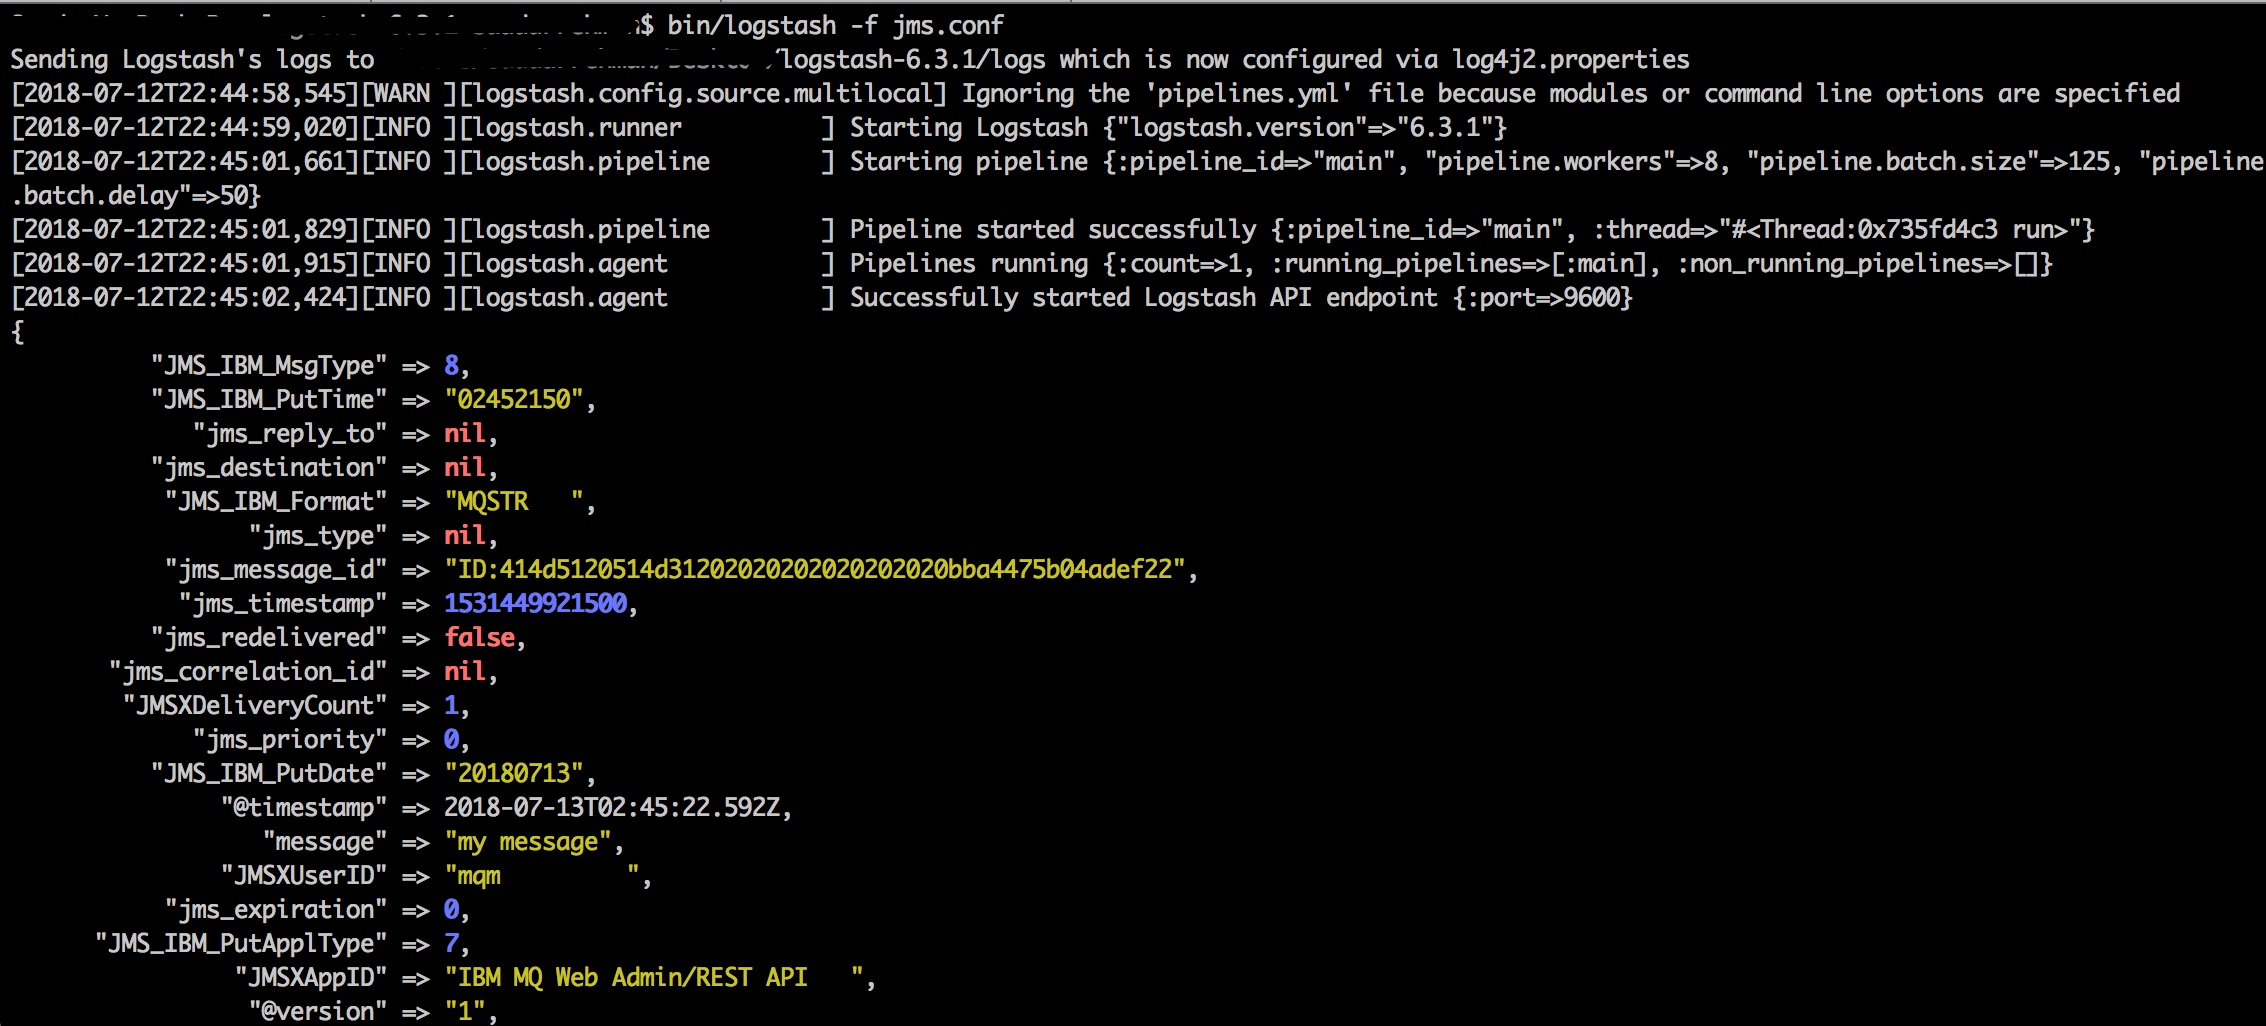 $ bin/logstash -f jms.conf
Sending Logstash's logs to /logstash-6.3.1/logs which is now configured via log4j2.properties
[2018-07-12T22:44:58,545][WARN ][logstash.config.source.multilocal] Ignoring the 'pipelines.yml' file because modules or command line options are specified
[2018-07-12T22:44:59,020][INFO ][logstash.runner          ] Starting Logstash {"logstash.version"=>"6.3.1"}
[2018-07-12T22:45:01,661][INFO ][logstash.pipeline        ] Starting pipeline {:pipeline_id=>"main", "pipeline.workers"=>8, "pipeline.batch.size"=>125, "pipeline
.batch.delay"=>50}
[2018-07-12T22:45:01,829][INFO ][logstash.pipeline        ] Pipeline started successfully {:pipeline_id=>"main", :thread=>"#<Thread:0x735fd4c3 run>"}
[2018-07-12T22:45:01,915][INFO ][logstash.agent           ] Pipelines running {:count=>1, :running_pipelines=>[:main], :non_running_pipelines=>[]}
[2018-07-12T22:45:02,424][INFO ][logstash.agent           ] Successfully started Logstash API endpoint {:port=>9600}
{
"JMS_IBM_MsgType" => 8,
"JMS_IBM_PutTime" => "02452150",
"jms_reply_to" => nil,
"jms_destination" => nil,
"JMS_IBM_Format" => "MQSTR   ",
"jms_type" => nil,
"jms_message_id" => "ID:414d5120514d31202020202020202020bba4475b04adef22",
"jms_timestamp" => 1531449921500,
"jms_redelivered" => false,
"jms_correlation_id" => nil,
"JMSXDeliveryCount" => 1,
"jms_priority" => 0,
"JMS_IBM_PutDate" => "20180713",
"@timestamp" => 2018-07-13T02:45:22.592Z,
"message" => "my message",
"JMSXUserID" => "mqm         ",
"jms_expiration" => 0,
"JMS_IBM_PutApplType" => 7,
"JMSXAppID" => "IBM MQ Web Admin/REST API   ",
"@version" => "1",